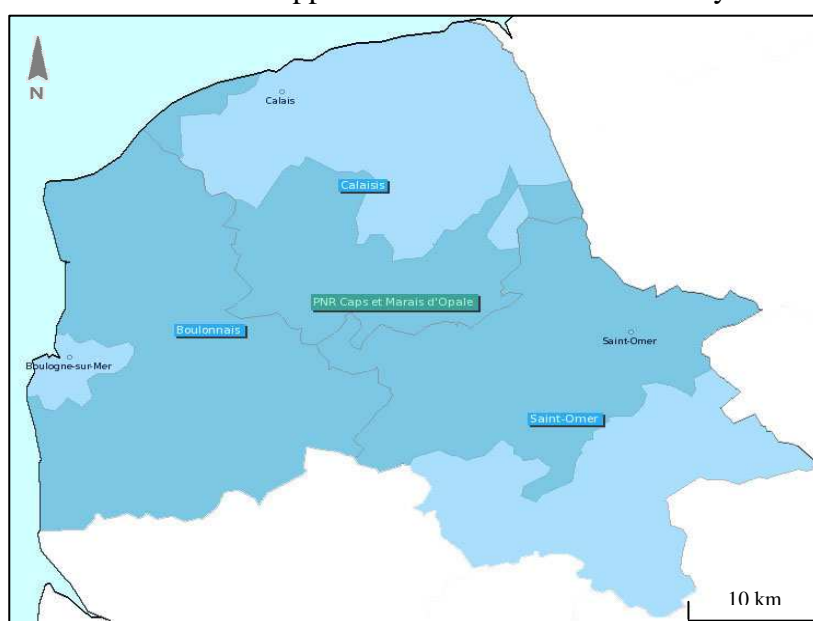 N
Calais
Calaisis
PNR Caps et Marais d'Opale
Boulonnais
Saint-Omer
Boulogne-sur-Mer
Saint-Omer
10 km